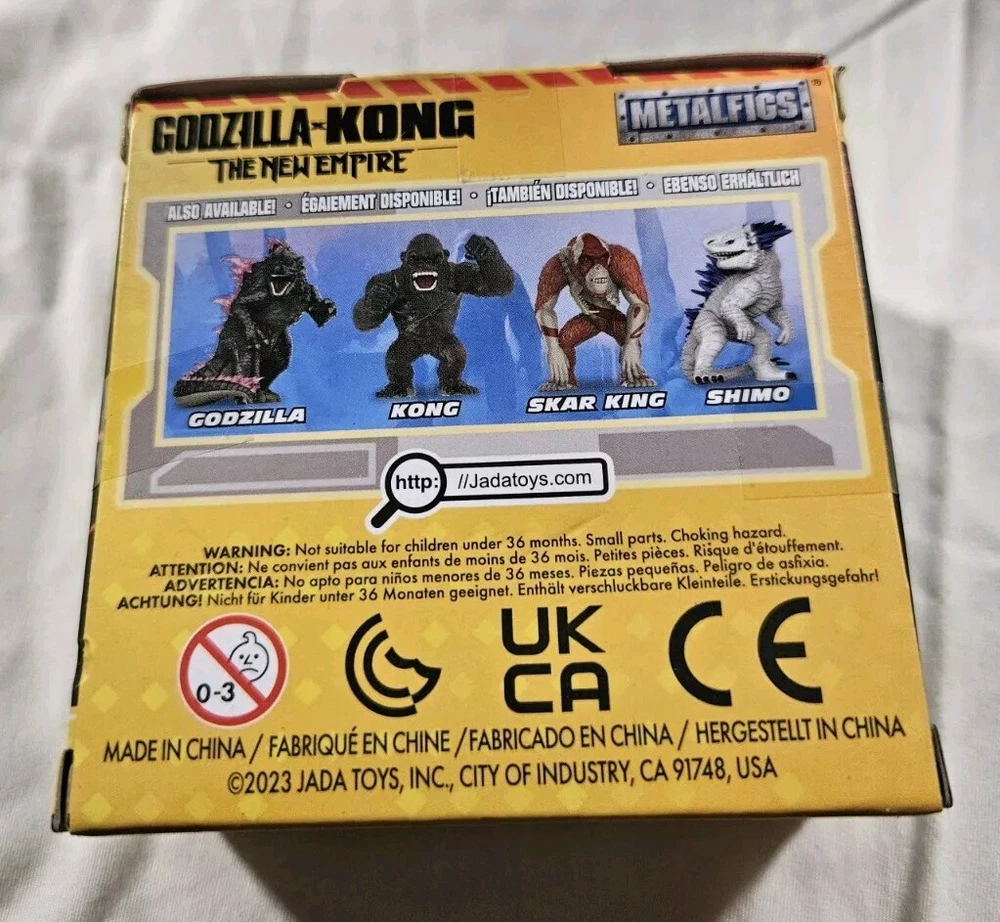 GODZILLA × KONG
THE NEW EMPIRE
METALFIGS®
ALSO AVAILABLE! • ÉGAIEMENT DISPONIBLE! • ¡TAMBIÉN DISPONIBLE! • EBENSO ERHÄLTLICH
GODZILLA
KONG
SKAR KING
SHIMO
http: //Jadatoys.com
WARNING: Not suitable for children under 36 months. Small parts. Choking hazard.
ATTENTION: Ne convient pas aux enfants de moins de 36 mois. Petites pièces. Risque d'étouffement.
ADVERTENCIA: No apto para niños menores de 36 meses. Piezas pequeñas. Peligro de asfixia.
ACHTUNG! Nicht für Kinder unter 36 Monaten geeignet. Enthält verschluckbare Kleinteile. Erstickungsgefahr!
0-3
UK
CA
CE
MADE IN CHINA / FABRIQUÉ EN CHINE / FABRICADO EN CHINA / HERGESTELLT IN CHINA
©2023 JADA TOYS, INC., CITY OF INDUSTRY, CA 91748, USA